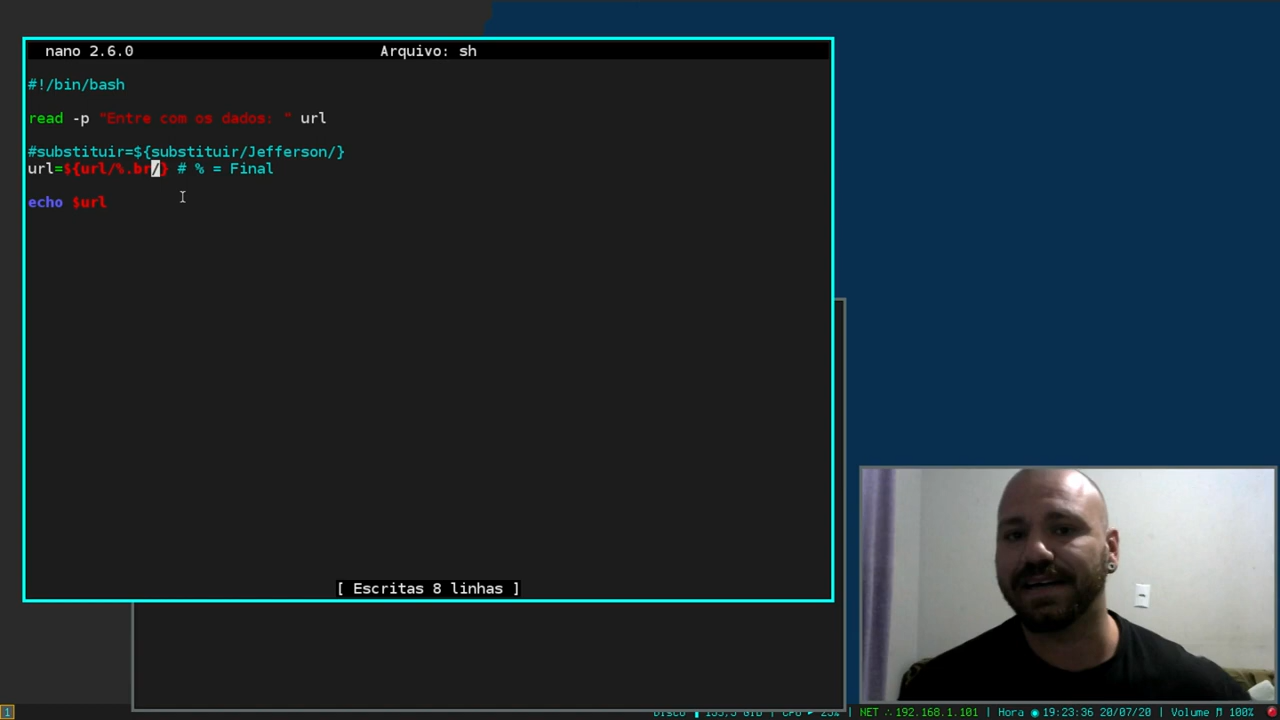 nano 2.6.0 Arquivo: sh
#!/bin/bash
read -p "Entre com os dados: " url
#substituir=${substituir/Jefferson/}
url=${url/%.br/} # % = Final
echo $url
[ Escritas 8 linhas ]
1
NET ∴ 192.168.1.101 | Hora ◉ 19:23:36 20/07/20 | Volume 100%